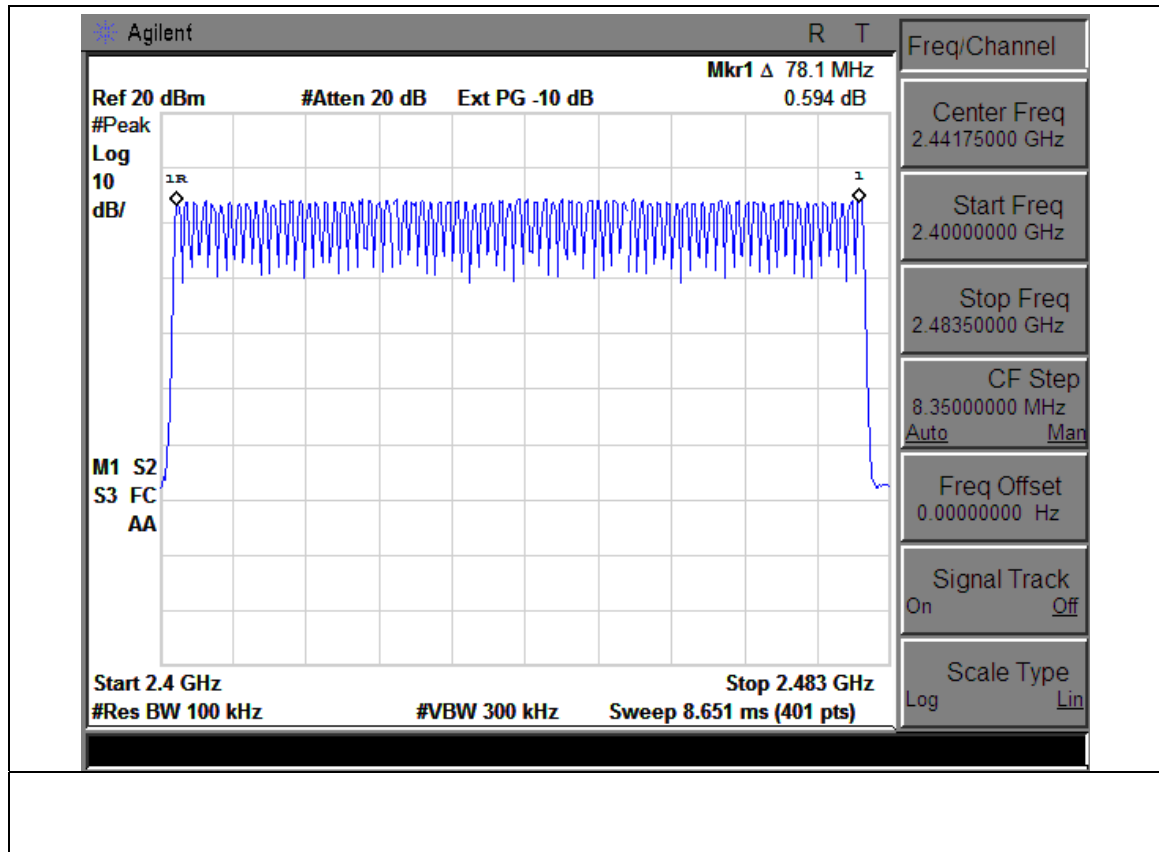 Agilent
R T
Mkr1 Δ 78.1 MHz
Ref 20 dBm #Atten 20 dB Ext PG -10 dB 0.594 dB
#Peak
Log
10
dB/
1R
1
M1 S2
S3 FC
AA
Start 2.4 GHz Stop 2.483 GHz
#Res BW 100 kHz #VBW 300 kHz Sweep 8.651 ms (401 pts)
Freq/Channel
Center Freq
2.44175000 GHz
Start Freq
2.40000000 GHz
Stop Freq
2.48350000 GHz
CF Step
8.35000000 MHz
Auto Man
Freq Offset
0.00000000 Hz
Signal Track
On Off
Scale Type
Log Lin